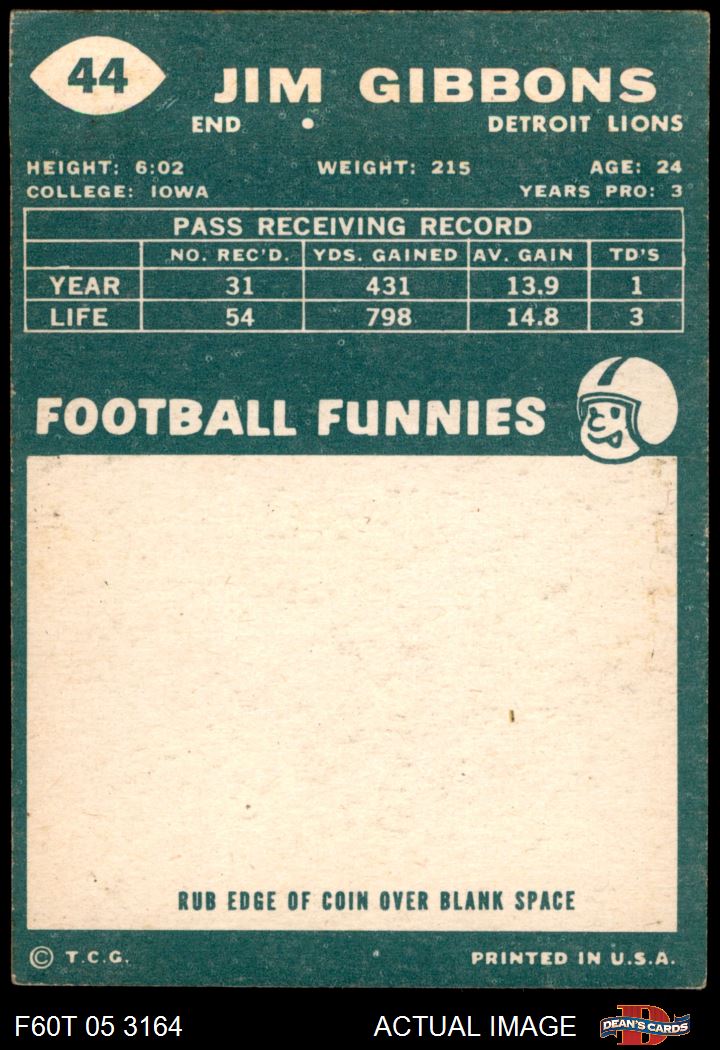 44
JIM GIBBONS
END • DETROIT LIONS
HEIGHT: 6:02 WEIGHT: 215 AGE: 24
COLLEGE: IOWA YEARS PRO: 3
PASS RECEIVING RECORD
NO. REC'D. YDS. GAINED AV. GAIN TD'S
YEAR 31 431 13.9 1
LIFE 54 798 14.8 3
FOOTBALL FUNNIES
RUB EDGE OF COIN OVER BLANK SPACE
© T.C.G. PRINTED IN U.S.A.
F60T 05 3164 ACTUAL IMAGE D DEAN'S CARDS